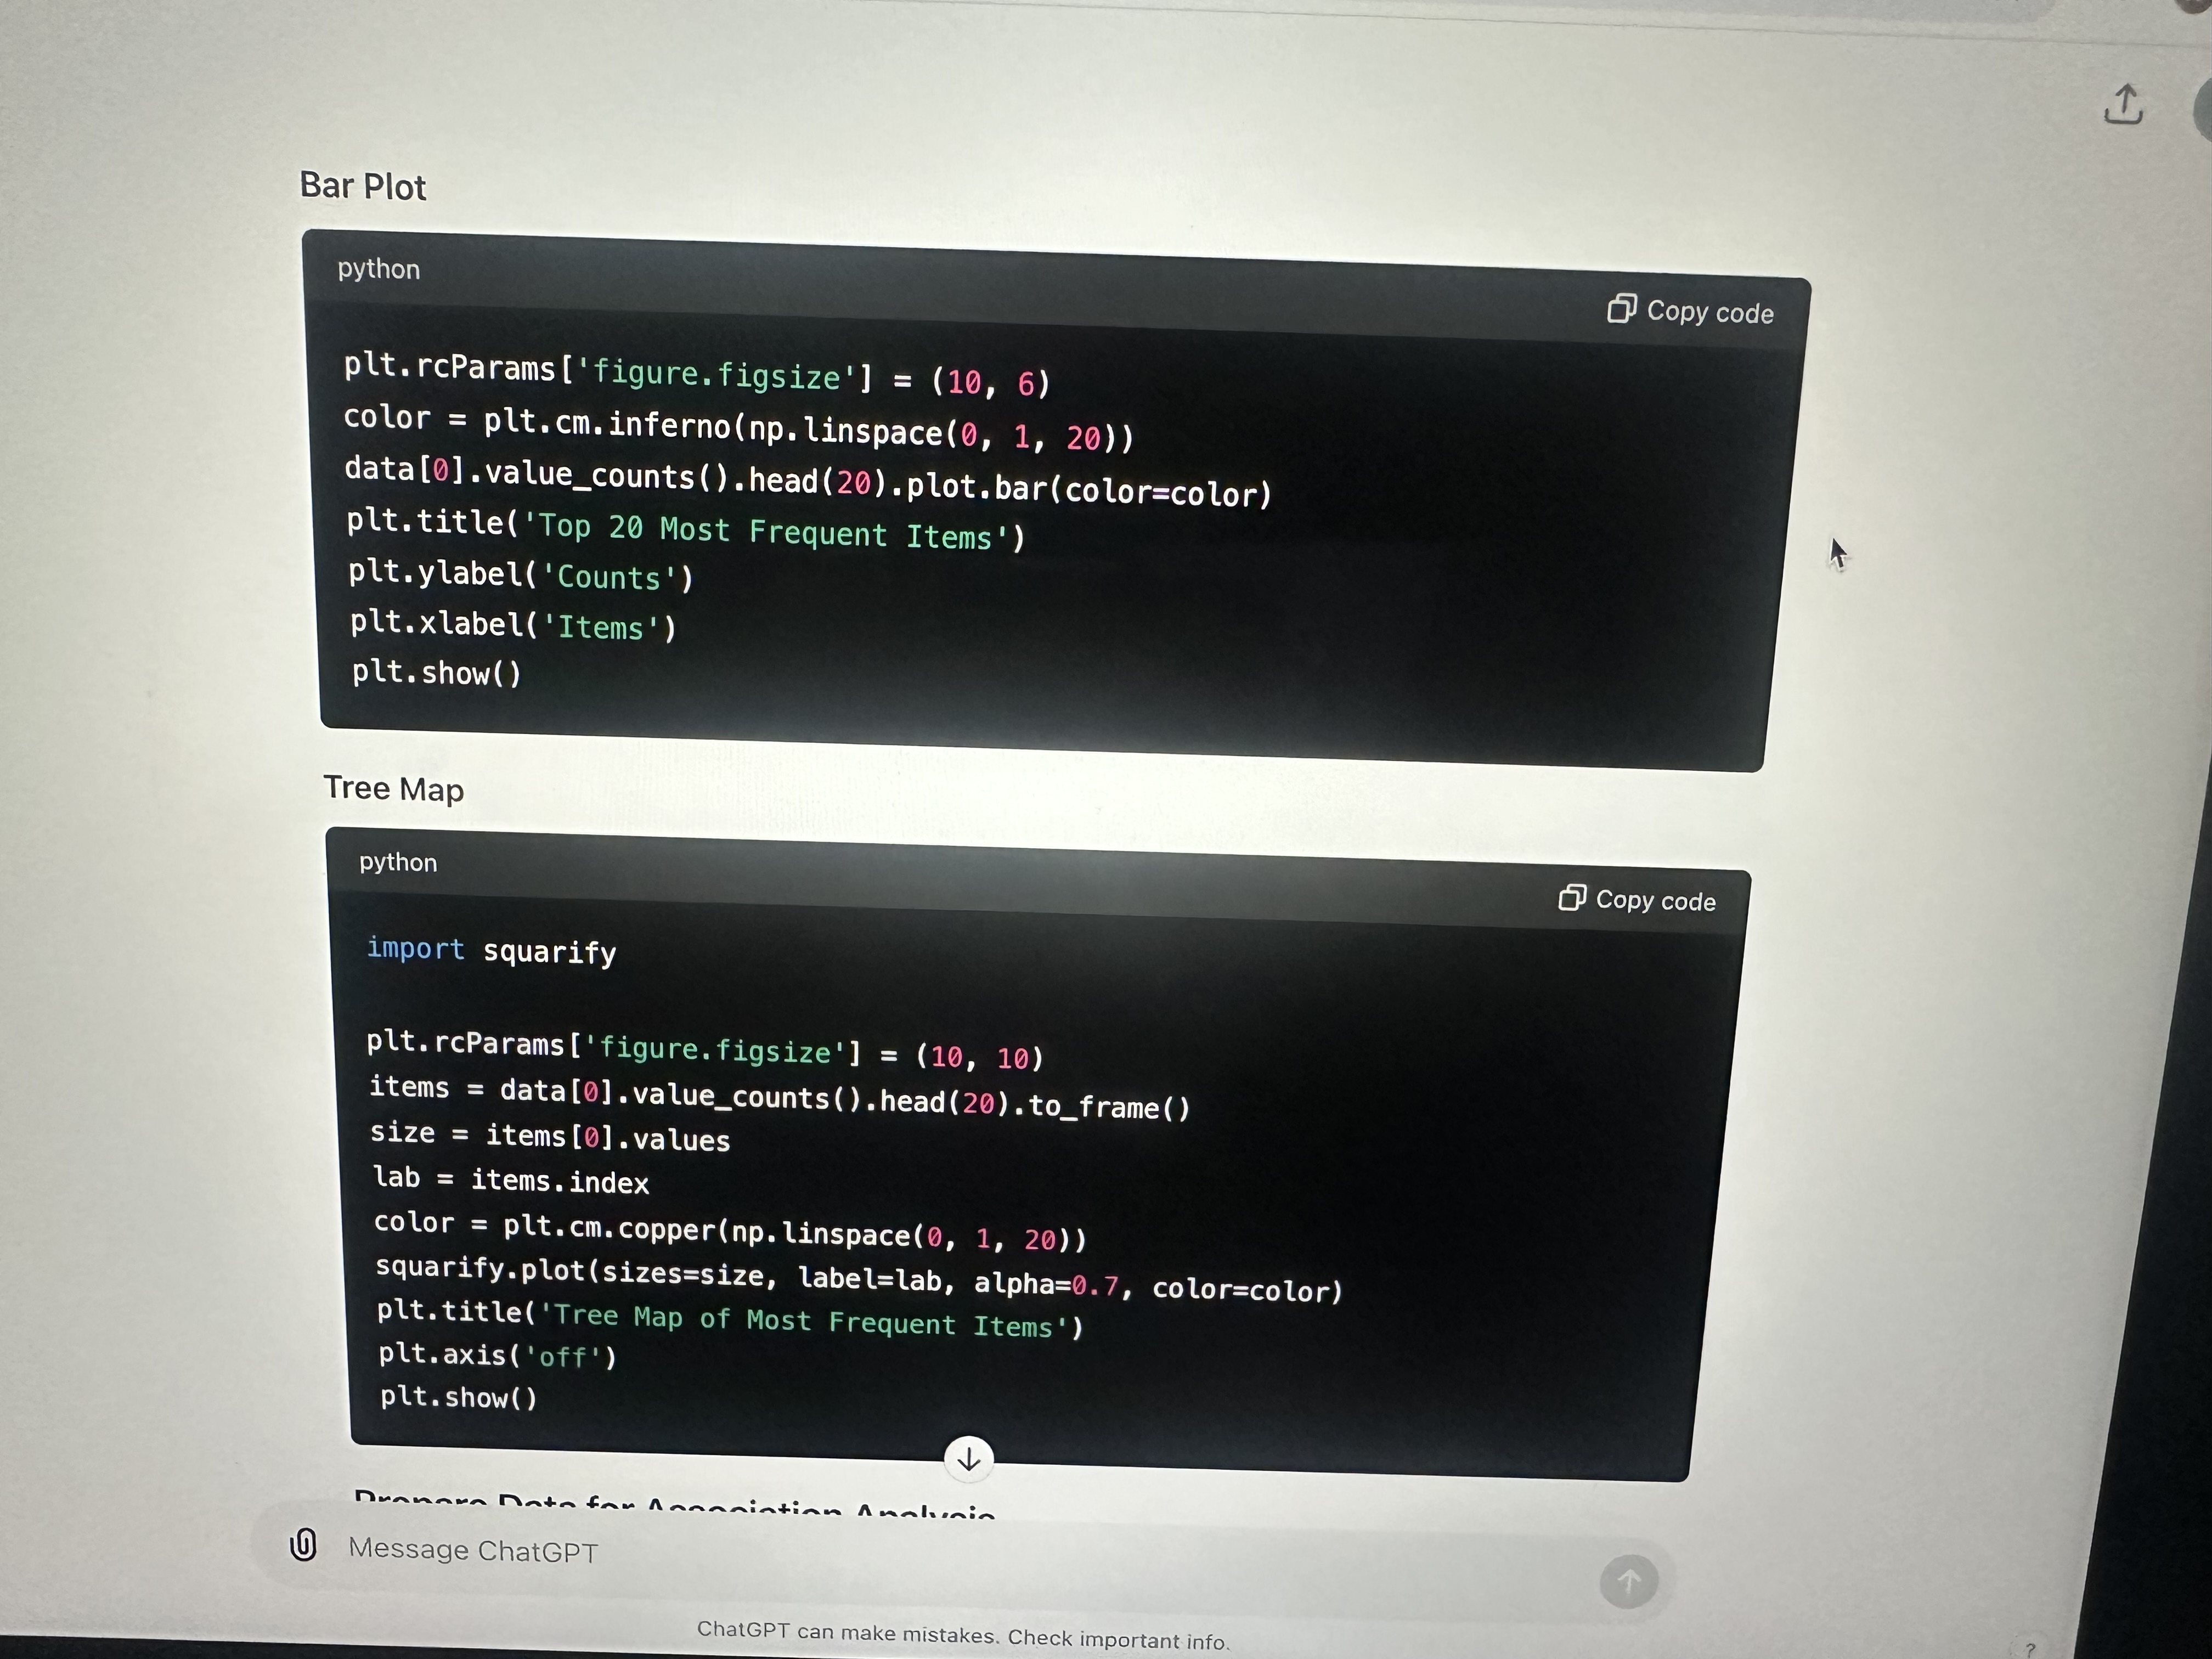 Bar Plot
python
Copy code
plt.rcParams['figure.figsize'] = (10, 6)
color = plt.cm.inferno(np.linspace(0, 1, 20))
data[0].value_counts().head(20).plot.bar(color=color)
plt.title('Top 20 Most Frequent Items')
plt.ylabel('Counts')
plt.xlabel('Items')
plt.show()
Tree Map
python
Copy code
import squarify
plt.rcParams['figure.figsize'] = (10, 10)
items = data[0].value_counts().head(20).to_frame()
size = items[0].values
lab = items.index
color = plt.cm.copper(np.linspace(0, 1, 20))
squarify.plot(sizes=size, label=lab, alpha=0.7, color=color)
plt.title('Tree Map of Most Frequent Items')
plt.axis('off')
plt.show()
Prepare Data for Association Analysis
Message ChatGPT
ChatGPT can make mistakes. Check important info.
?